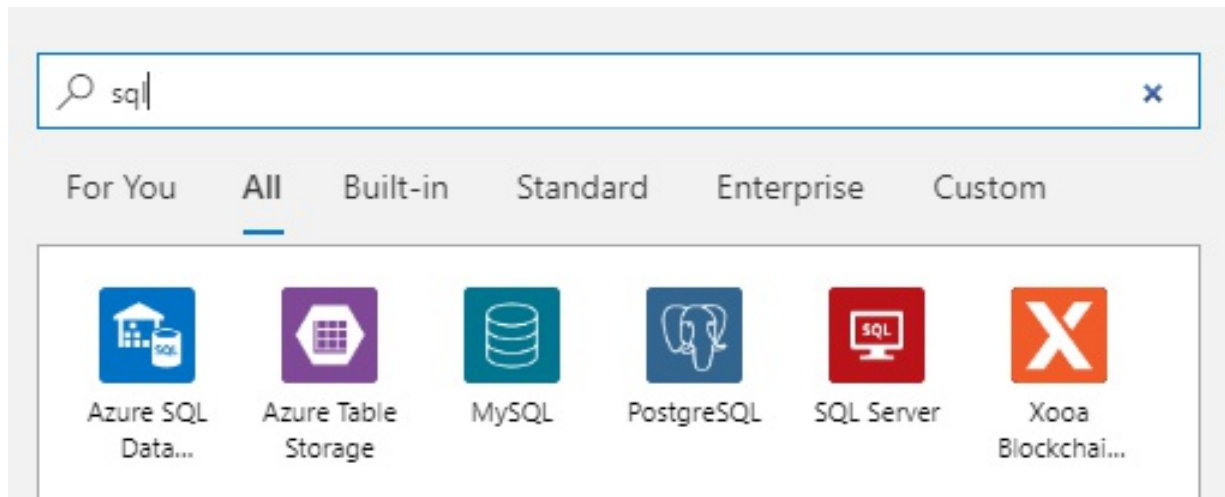 sql
For You All Built-in Standard Enterprise Custom
SQL SQL
Azure SQL Data...
Azure Table Storage
MySQL
PostgreSQL
SQL Server
Xooa Blockchai...